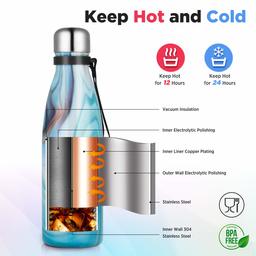 Keep Hot and Cold
Keep Hot
for 12 Hours
Keep Cold
for 24 Hours
Vacuum Insulation
Inner Electrolytic Polishing
Inner Liner Copper Plating
Outer Wall Electrolytic Polishing
Stainless Steel
Inner Wall 304
Stainless Steel
BPA
FREE